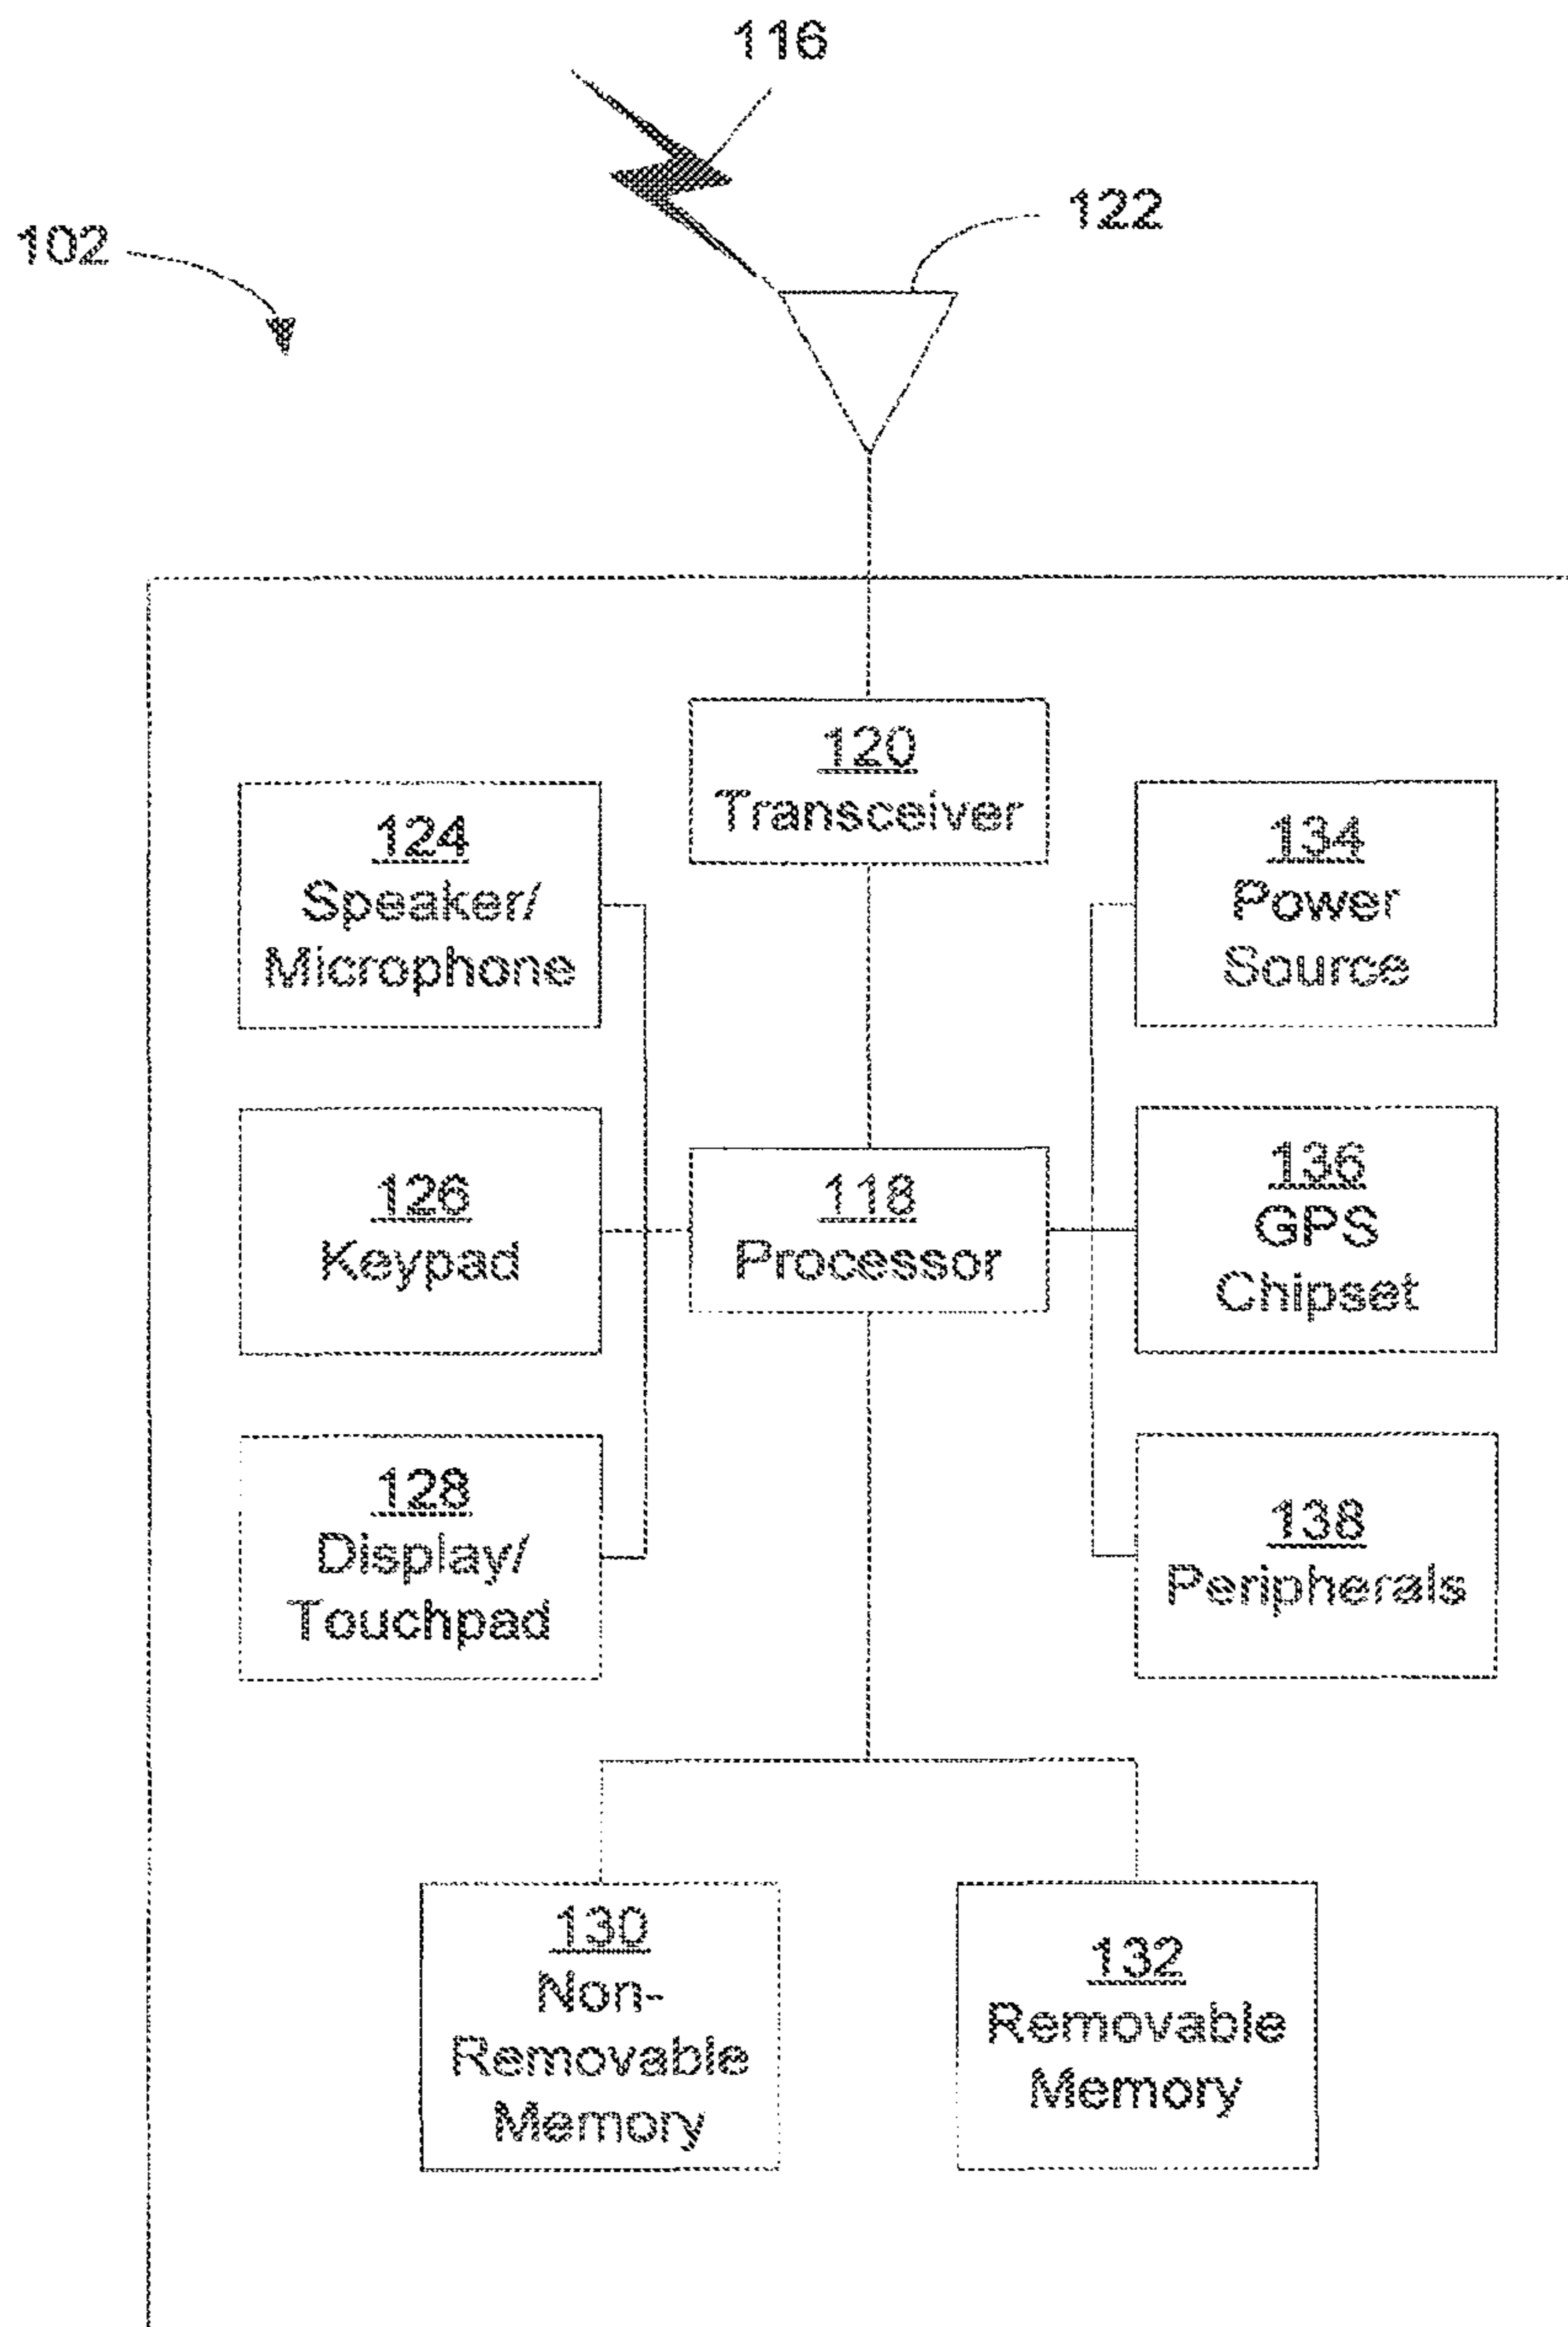 116
122
102
120
Transceiver
124
Speaker/
Microphone
134
Power
Source
126
Keypad
118
Processor
136
GPS
Chipset
128
Display/
Touchpad
138
Peripherals
130
Non-
Removable
Memory
132
Removable
Memory